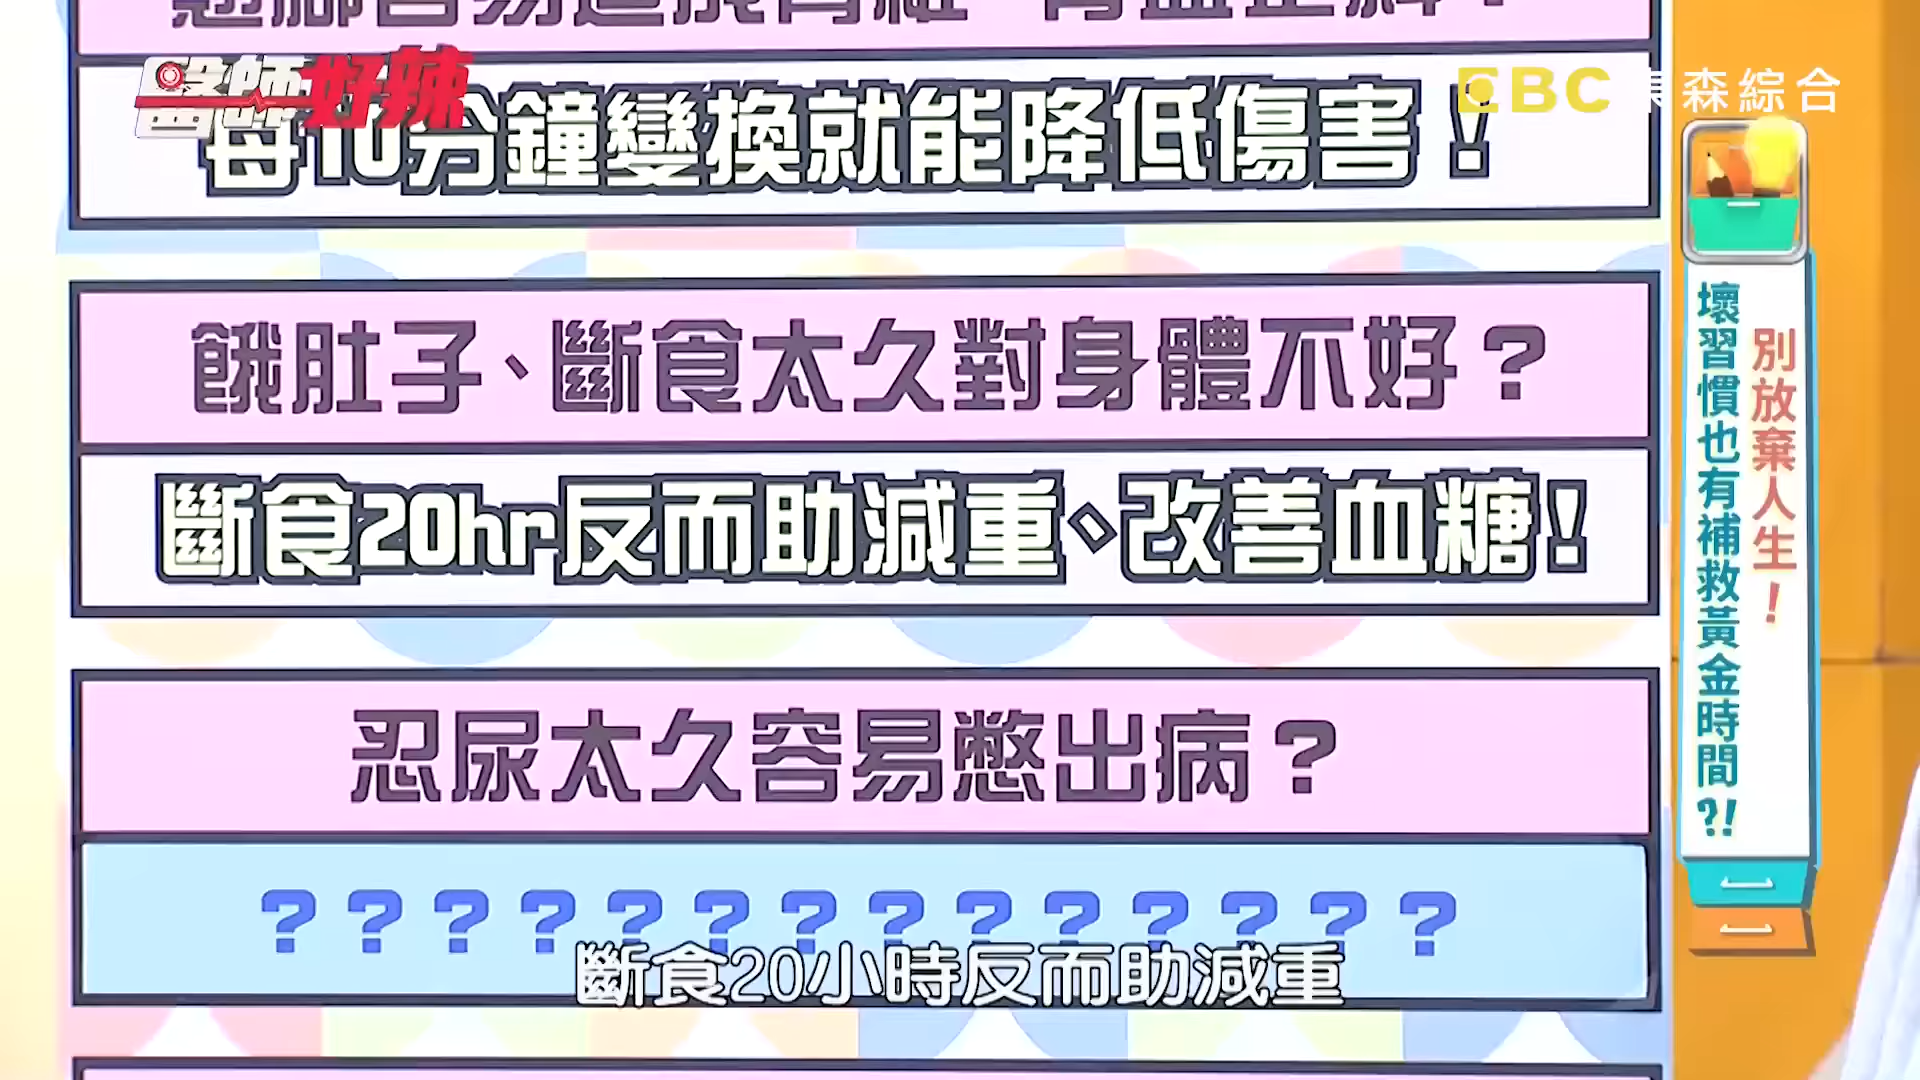 醫師好辣
EBC 東森綜合
每10分鐘變換就能降低傷害！
餓肚子、斷食太久對身體不好？
斷食20hr反而助減重、改善血糖！
忍尿太久容易憋出病？
？？？？？？？？？？？？？？
別放棄人生！
壞習慣也有補救黃金時間?!
斷食20小時反而助減重